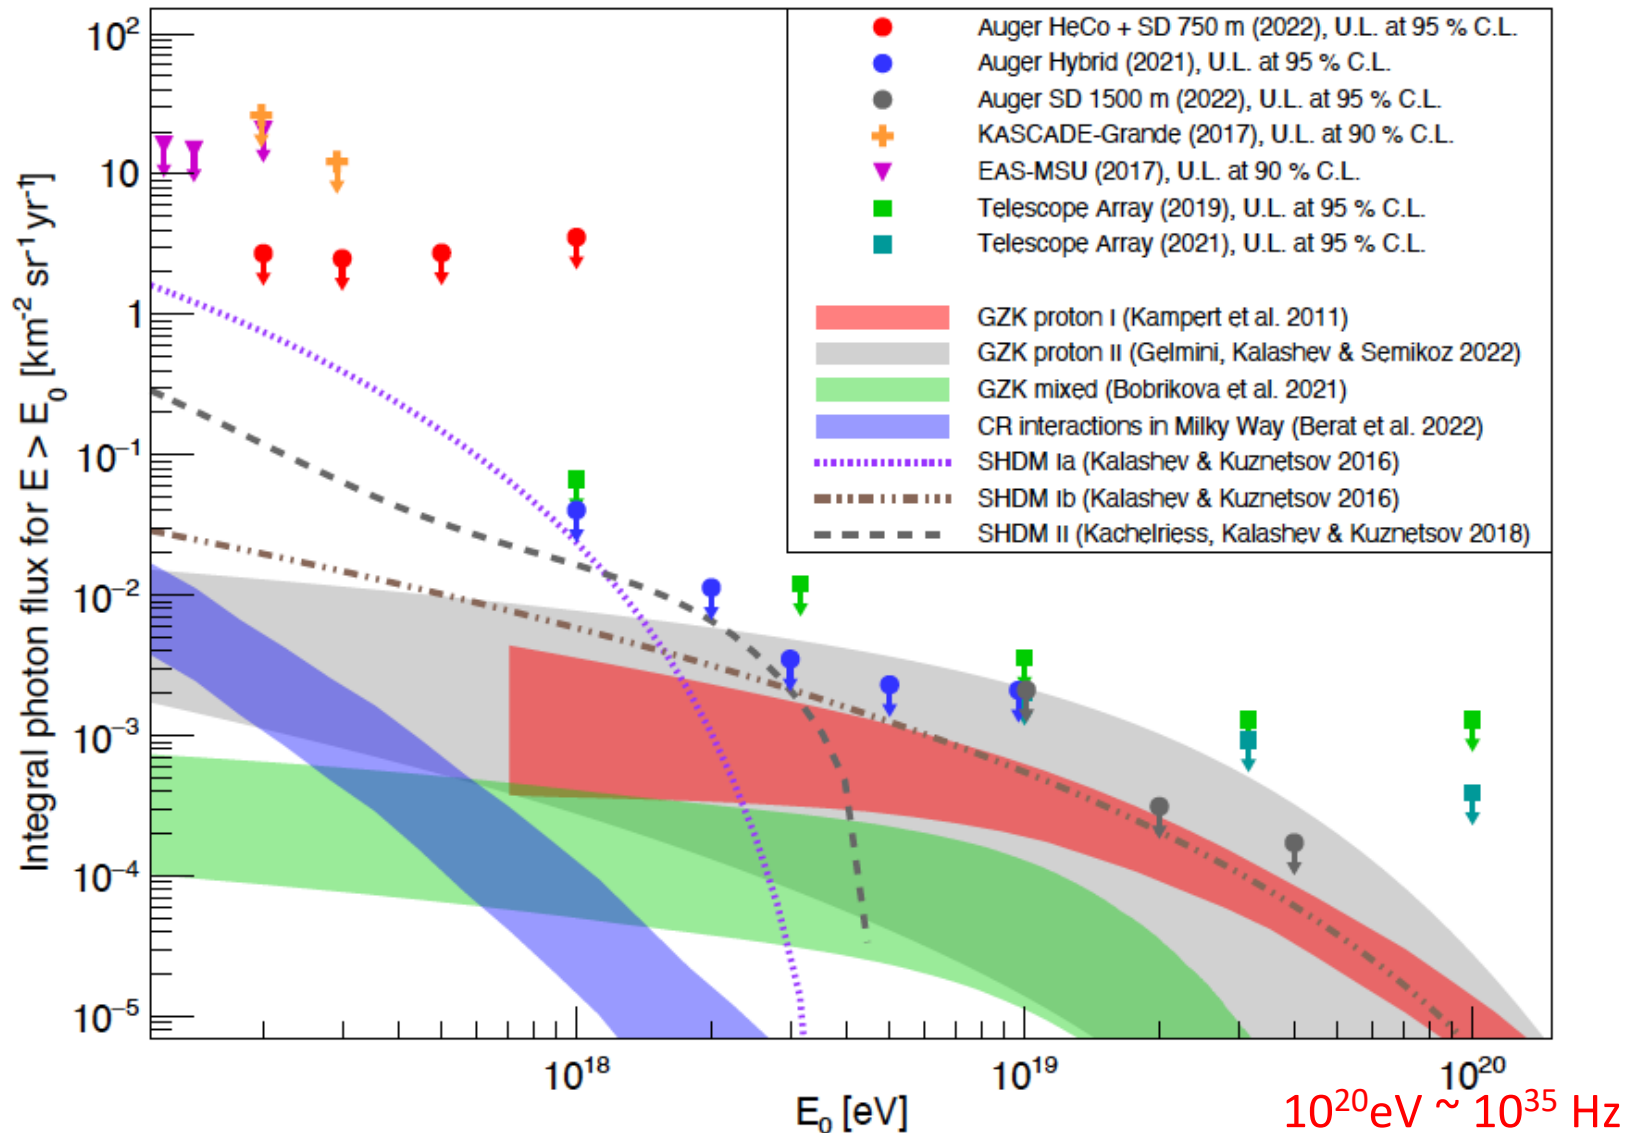 10²
10
1
10⁻¹
10⁻²
10⁻³
10⁻⁴
10⁻⁵
Integral photon flux for E > E₀ [km⁻² sr⁻¹yr⁻¹]
Auger HeCo + SD 750 m (2022), U.L. at 95 % C.L.
Auger Hybrid (2021), U.L. at 95 % C.L.
Auger SD 1500 m (2022), U.L. at 95 % C.L.
KASCADE-Grande (2017), U.L. at 90 % C.L.
EAS-MSU (2017), U.L. at 90 % C.L.
Telescope Array (2019), U.L. at 95 % C.L.
Telescope Array (2021), U.L. at 95 % C.L.
GZK proton I (Kampert et al. 2011)
GZK proton II (Gelmini, Kalashev & Semikoz 2022)
GZK mixed (Bobrikova et al. 2021)
CR interactions in Milky Way (Berat et al. 2022)
SHDM Ia (Kalashev & Kuznetsov 2016)
SHDM Ib (Kalashev & Kuznetsov 2016)
SHDM II (Kachelriess, Kalashev & Kuznetsov 2018)
10¹⁸ 10¹⁹ 10²⁰
E₀ [eV]
10²⁰eV ~ 10³⁵ Hz